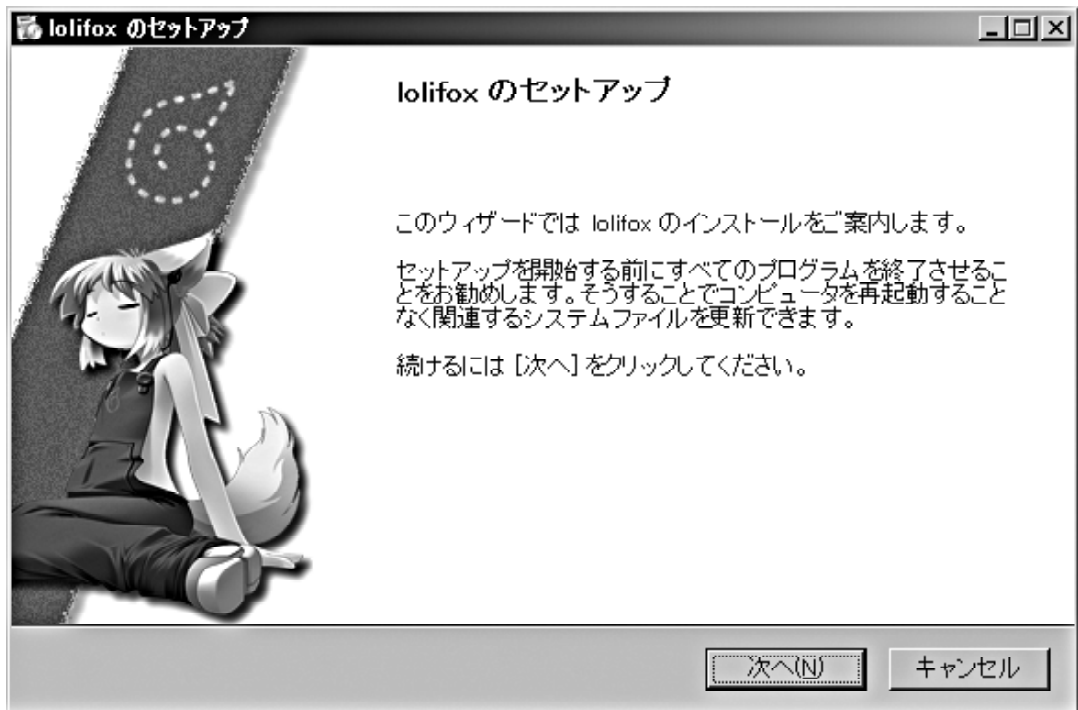 lolifox のセットアップ
lolifox のセットアップ
このウィザードでは lolifox のインストールをご案内します。
セットアップを開始する前にすべてのプログラムを終了させるこ
とをお勧めします。そうすることでコンピュータを再起動すること
なく関連するシステムファイルを更新できます。
続けるには [次へ] をクリックしてください。
次へ(N)
キャンセル